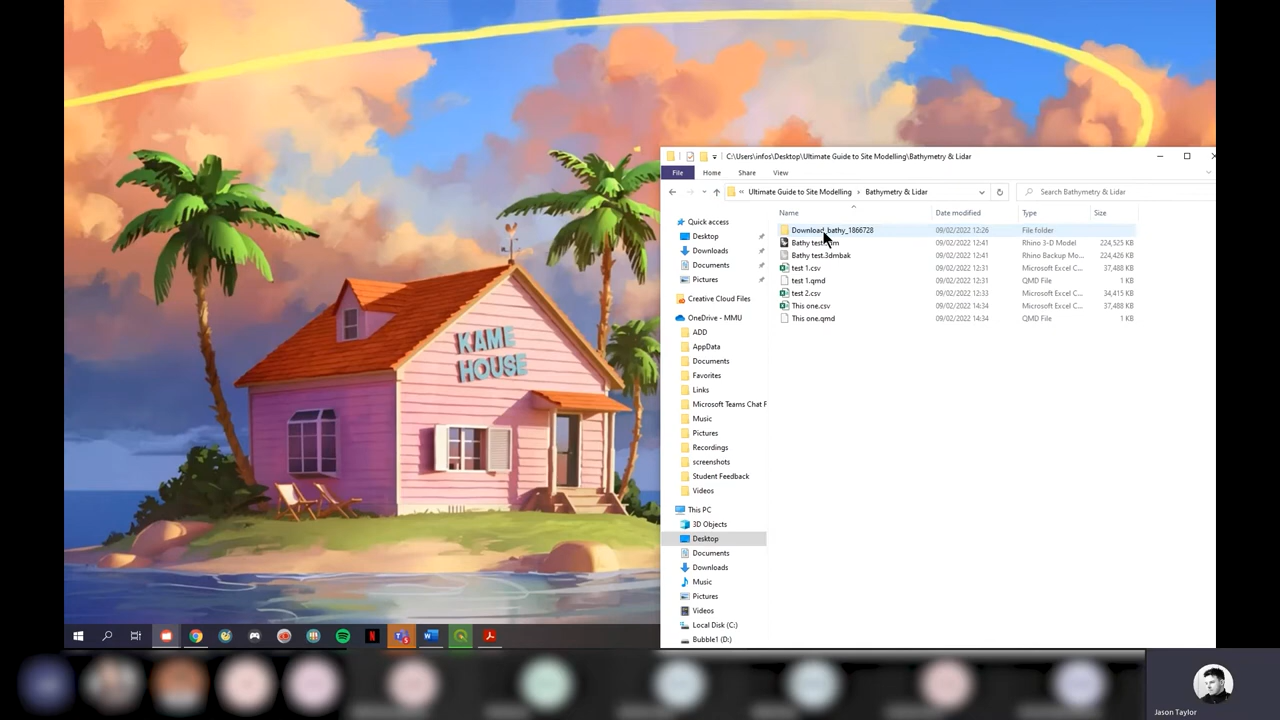 C:\Users\infos\Desktop\Ultimate Guide to Site Modelling\Bathymetry & Lidar
File Home Share View
« Ultimate Guide to Site Modelling › Bathymetry & Lidar
Search Bathymetry & Lidar
Name Date modified Type Size
Download_bathy_1866728 09/02/2022 12:26 File folder
Bathy 09/02/2022 12:41 Rhino 3-D Model 224,525 KB
Bathy test.3dmbak 09/02/2022 12:41 Rhino Backup Mo... 224,426 KB
test 1.csv 09/02/2022 12:31 Microsoft Excel C... 37,488 KB
test 1.qmd 09/02/2022 12:31 QMD File 1 KB
test 2.csv 09/02/2022 12:33 Microsoft Excel C... 34,415 KB
This one.csv 09/02/2022 14:34 Microsoft Excel C... 37,488 KB
This one.qmd 09/02/2022 14:34 QMD File 1 KB
Quick access
Desktop
Downloads
Documents
Pictures
Creative Cloud Files
OneDrive - MMU
ADD
AppData
Documents
Favorites
Links
Microsoft Teams Chat F
Music
Pictures
Recordings
screenshots
Student Feedback
Videos
This PC
3D Objects
Desktop
Documents
Downloads
Music
Pictures
Videos
Local Disk (C:)
Bubble1 (D:)
KAME
HOUSE
Jason Taylor